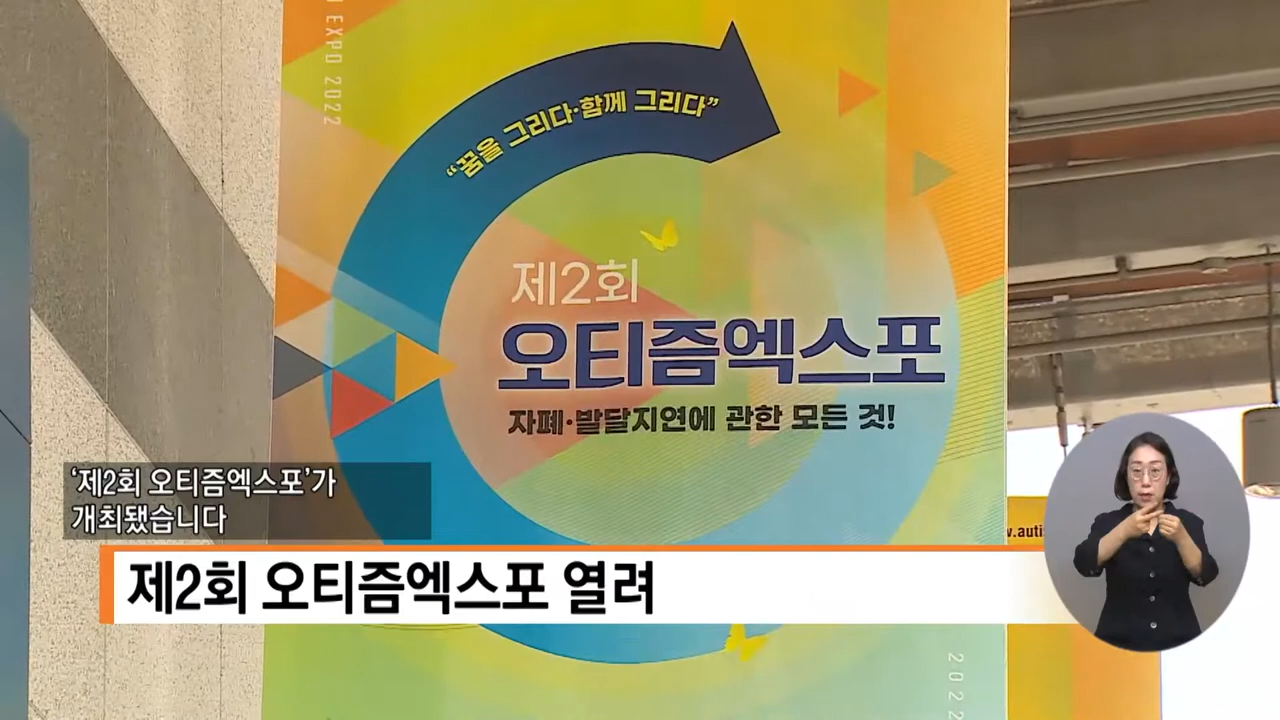 EXPO 2022
“꿈을 그리다·함께 그리다”
제2회
오티즘엑스포
자폐·발달지연에 관한 모든 것!
‘제2회 오티즘엑스포’가
개최됐습니다
제2회 오티즘엑스포 열려
2022